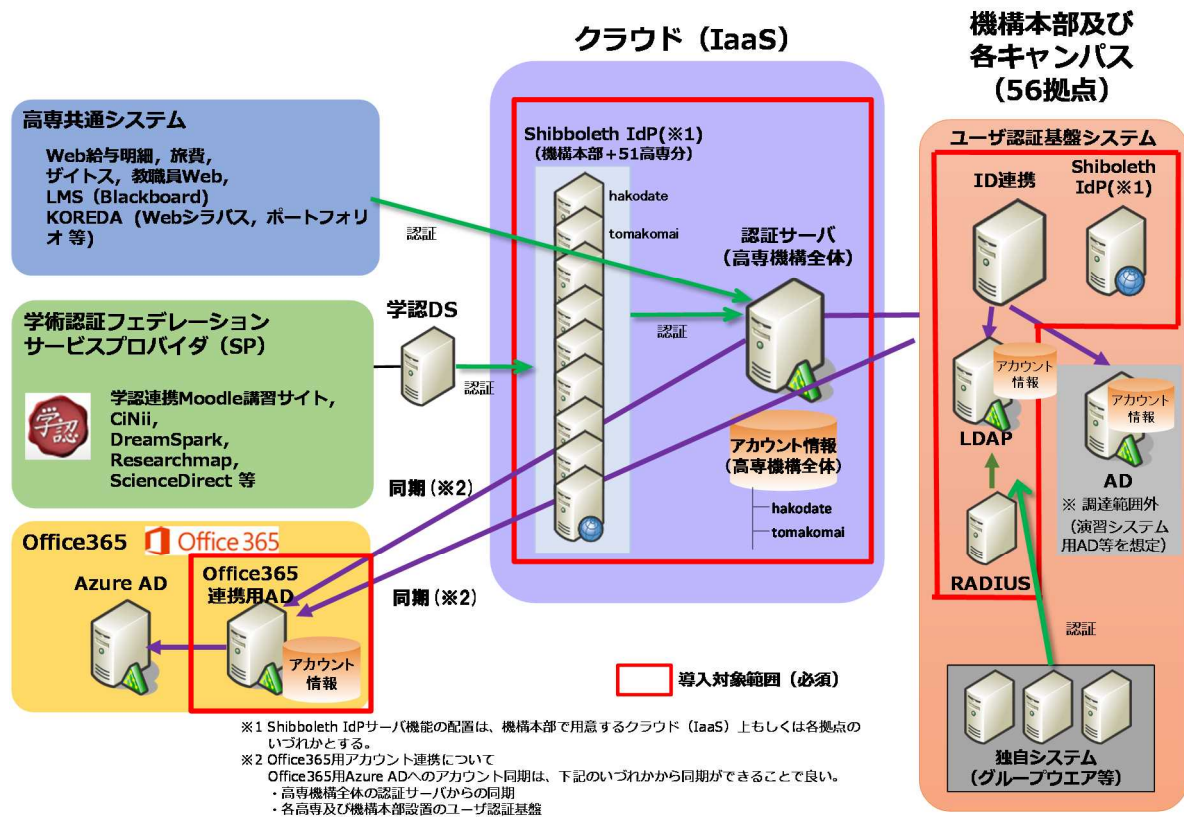 クラウド（IaaS）
機構本部及び
各キャンパス
（56拠点）
高専共通システム
Web給与明細，旅費，
ザイトス，教職員Web，
LMS（Blackboard）
KOREDA（Webシラバス，ポートフォリ
オ 等）
認証
学術認証フェデレーション
サービスプロバイダ（SP）
学認
学認連携Moodle講習サイト，
CiNii，
DreamSpark，
Researchmap，
ScienceDirect 等
学認DS
認証
Shibboleth IdP(※1)
（機構本部＋51高専分）
hakodate
tomakomai
認証
認証サーバ
（高専機構全体）
アカウント情報
（高専機構全体）
hakodate
tomakomai
同期（※2）
同期（※2）
Office365
Office 365
Azure AD
Office365
連携用AD
アカウント
情報
ユーザ認証基盤システム
ID連携
Shiboleth
IdP(※1)
アカウント
情報
LDAP
アカウント
情報
AD
※ 調達範囲外
（演習システム
用AD等を想定）
RADIUS
認証
独自システム
（グループウエア等）
導入対象範囲（必須）
※1 Shibboleth IdPサーバ機能の配置は、機構本部で用意するクラウド（IaaS）上もしくは各拠点の
いづれかとする。
※2 Office365用アカウント連携について
Office365用Azure ADへのアカウント同期は、下記のいづれかから同期ができることで良い。
・高専機構全体の認証サーバからの同期
・各高専及び機構本部設置のユーザ認証基盤